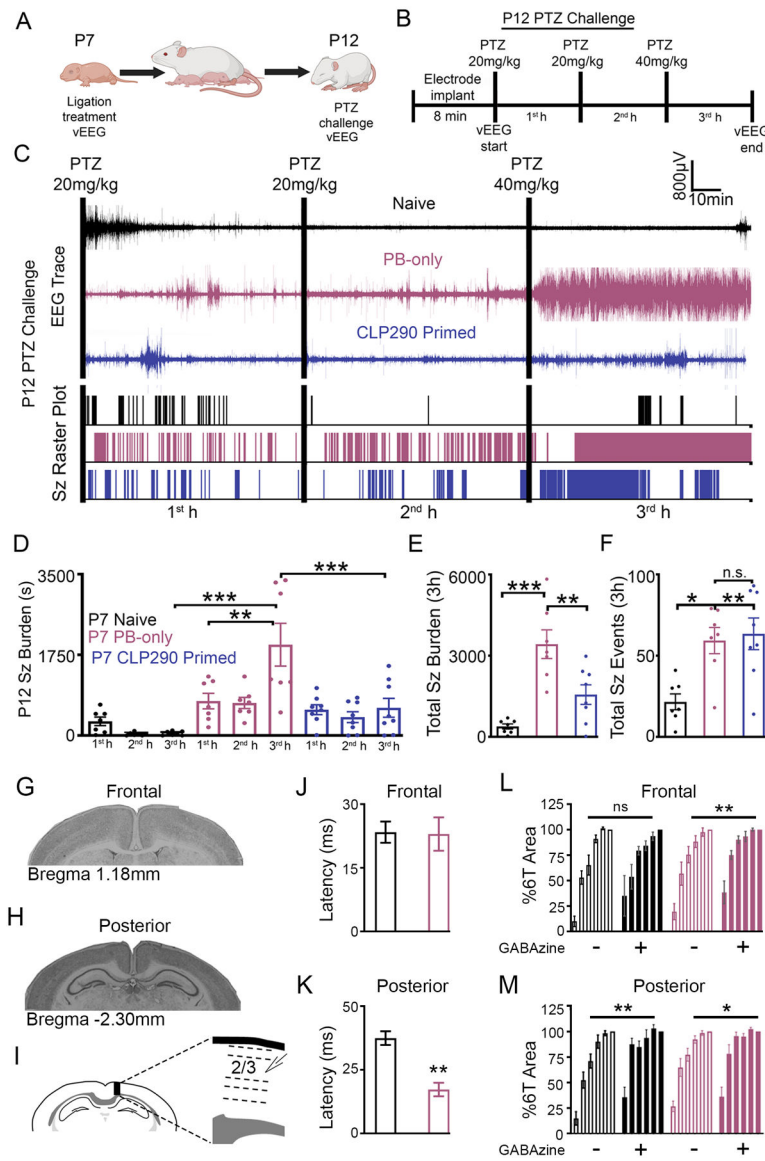 A
P7
P12
Ligation
treatment
vEEG
PTZ
challenge
vEEG
B
P12 PTZ Challenge
PTZ
20mg/kg
PTZ
20mg/kg
PTZ
40mg/kg
Electrode
implant
8 min
1st h
2nd h
3rd h
vEEG
start
vEEG
end
C
PTZ
20mg/kg
PTZ
20mg/kg
PTZ
40mg/kg
800µV
10min
P12 PTZ Challenge
EEG Trace
Naive
PB-only
CLP290 Primed
Sz Raster Plot
1st h
2nd h
3rd h
D
P12 Sz Burden (s)
3500
1750
0
P7 Naive
P7 PB-only
P7 CLP290 Primed
***
**
***
1st h
2nd h
3rd h
1st h
2nd h
3rd h
1st h
2nd h
3rd h
E
Total Sz Burden (3h)
6000
3000
0
***
**
F
Total Sz Events (3h)
100
50
0
n.s.
*
**
G
Frontal
Bregma 1.18mm
H
Posterior
Bregma -2.30mm
I
2/3
J
Frontal
Latency (ms)
30
15
0
K
Posterior
Latency (ms)
50
25
0
**
L
Frontal
%6T Area
125
100
75
50
25
0
ns
**
GABAzine
-
+
-
+
M
Posterior
%6T Area
125
100
75
50
25
0
**
*
GABAzine
-
+
-
+